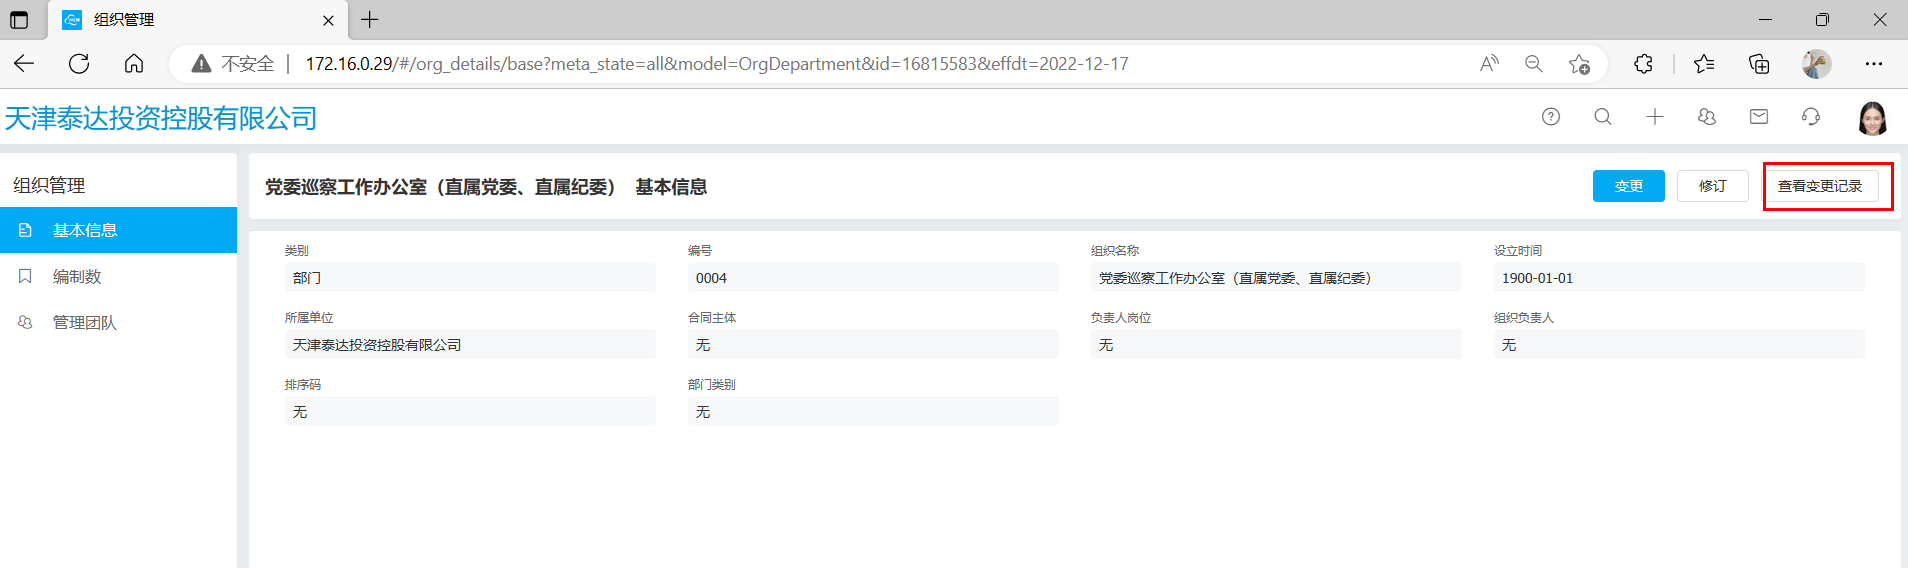 组织管理
不安全
172.16.0.29/#/org_details/base?meta_state=all&model=OrgDepartment&id=16815583&effdt=2022-12-17
天津泰达投资控股有限公司
组织管理
基本信息
编制数
管理团队
党委巡察工作办公室（直属党委、直属纪委） 基本信息
变更
修订
查看变更记录
类别
编号
组织名称
设立时间
部门
0004
党委巡察工作办公室（直属党委、直属纪委）
1900-01-01
所属单位
合同主体
负责人岗位
组织负责人
天津泰达投资控股有限公司
无
无
无
排序码
部门类别
无
无